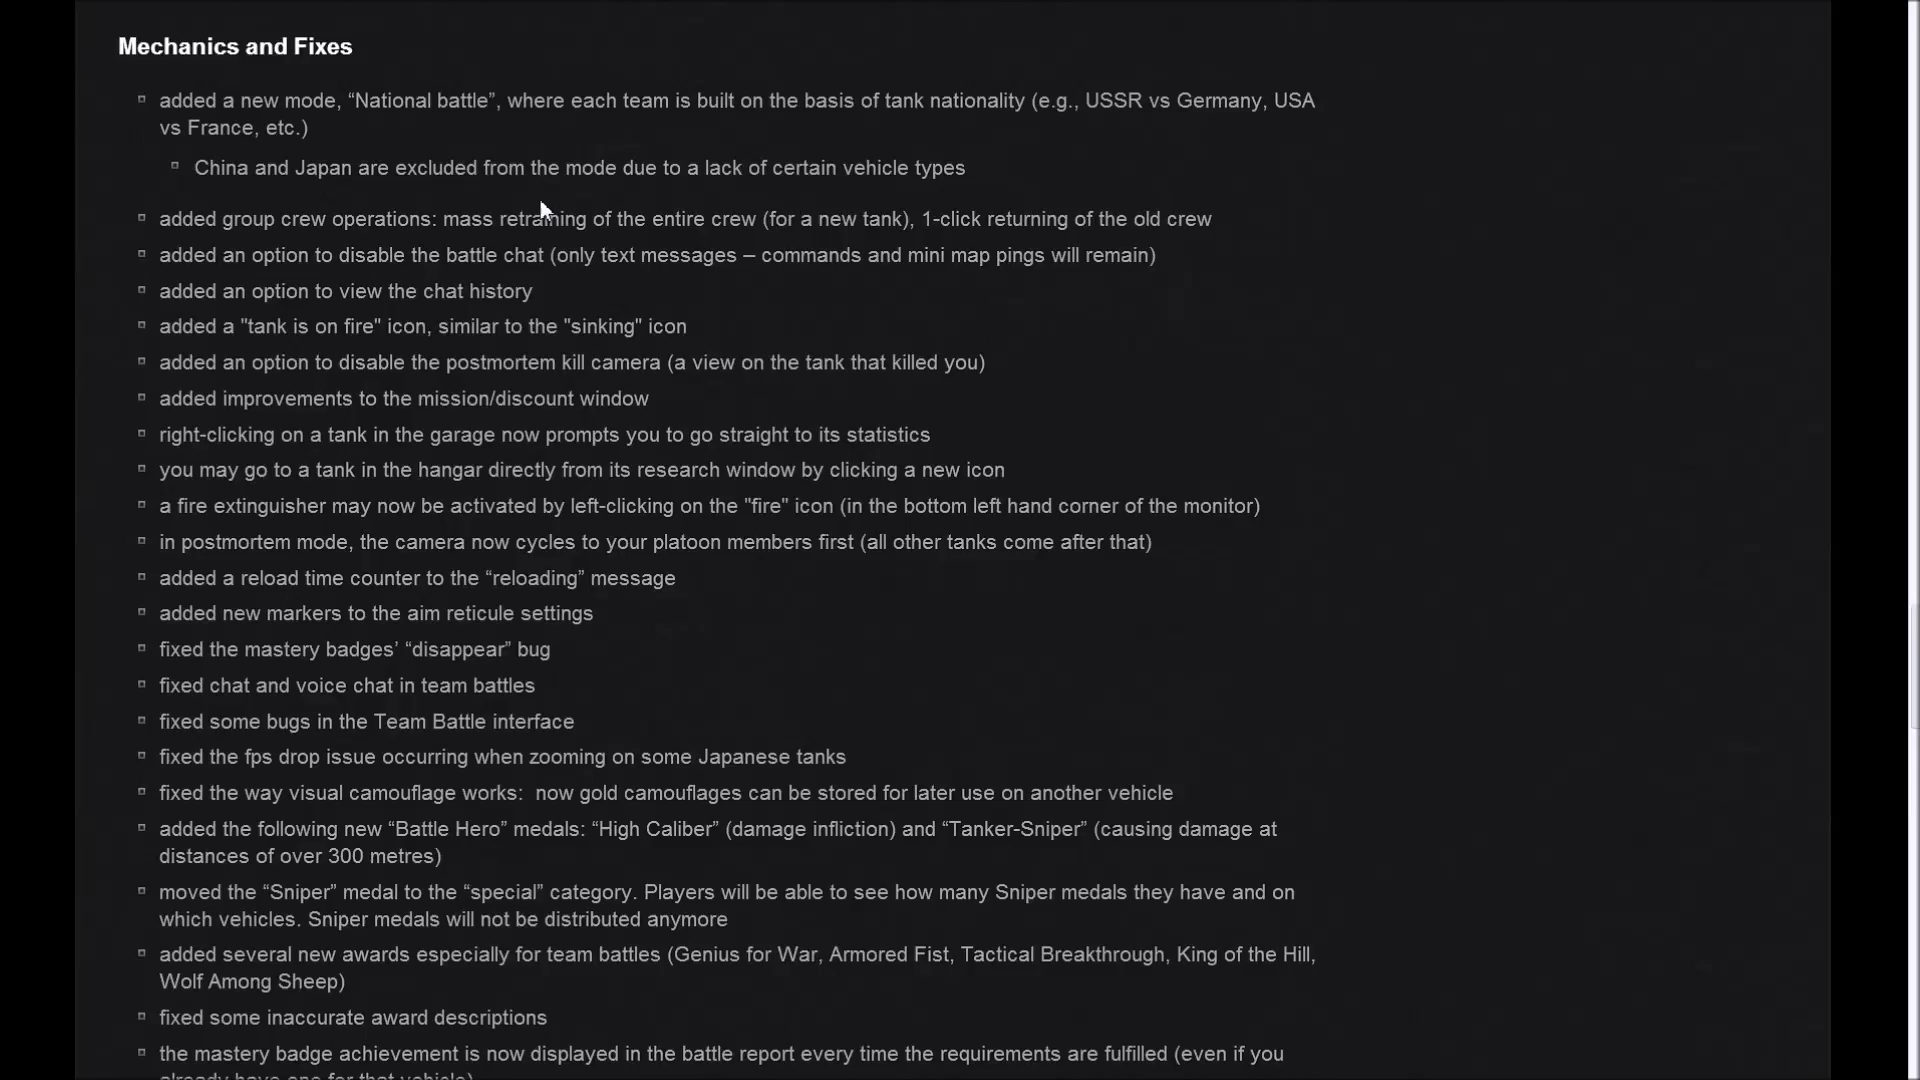 Mechanics and Fixes
added a new mode, “National battle”, where each team is built on the basis of tank nationality (e.g., USSR vs Germany, USA
vs France, etc.)
China and Japan are excluded from the mode due to a lack of certain vehicle types
added group crew operations: mass retraining of the entire crew (for a new tank), 1-click returning of the old crew
added an option to disable the battle chat (only text messages – commands and mini map pings will remain)
added an option to view the chat history
added a "tank is on fire" icon, similar to the "sinking" icon
added an option to disable the postmortem kill camera (a view on the tank that killed you)
added improvements to the mission/discount window
right-clicking on a tank in the garage now prompts you to go straight to its statistics
you may go to a tank in the hangar directly from its research window by clicking a new icon
a fire extinguisher may now be activated by left-clicking on the "fire" icon (in the bottom left hand corner of the monitor)
in postmortem mode, the camera now cycles to your platoon members first (all other tanks come after that)
added a reload time counter to the “reloading” message
added new markers to the aim reticule settings
fixed the mastery badges’ “disappear” bug
fixed chat and voice chat in team battles
fixed some bugs in the Team Battle interface
fixed the fps drop issue occurring when zooming on some Japanese tanks
fixed the way visual camouflage works:  now gold camouflages can be stored for later use on another vehicle
added the following new “Battle Hero” medals: “High Caliber” (damage infliction) and “Tanker-Sniper” (causing damage at
distances of over 300 metres)
moved the “Sniper” medal to the “special” category. Players will be able to see how many Sniper medals they have and on
which vehicles. Sniper medals will not be distributed anymore
added several new awards especially for team battles (Genius for War, Armored Fist, Tactical Breakthrough, King of the Hill,
Wolf Among Sheep)
fixed some inaccurate award descriptions
the mastery badge achievement is now displayed in the battle report every time the requirements are fulfilled (even if you
already have one for that vehicle)